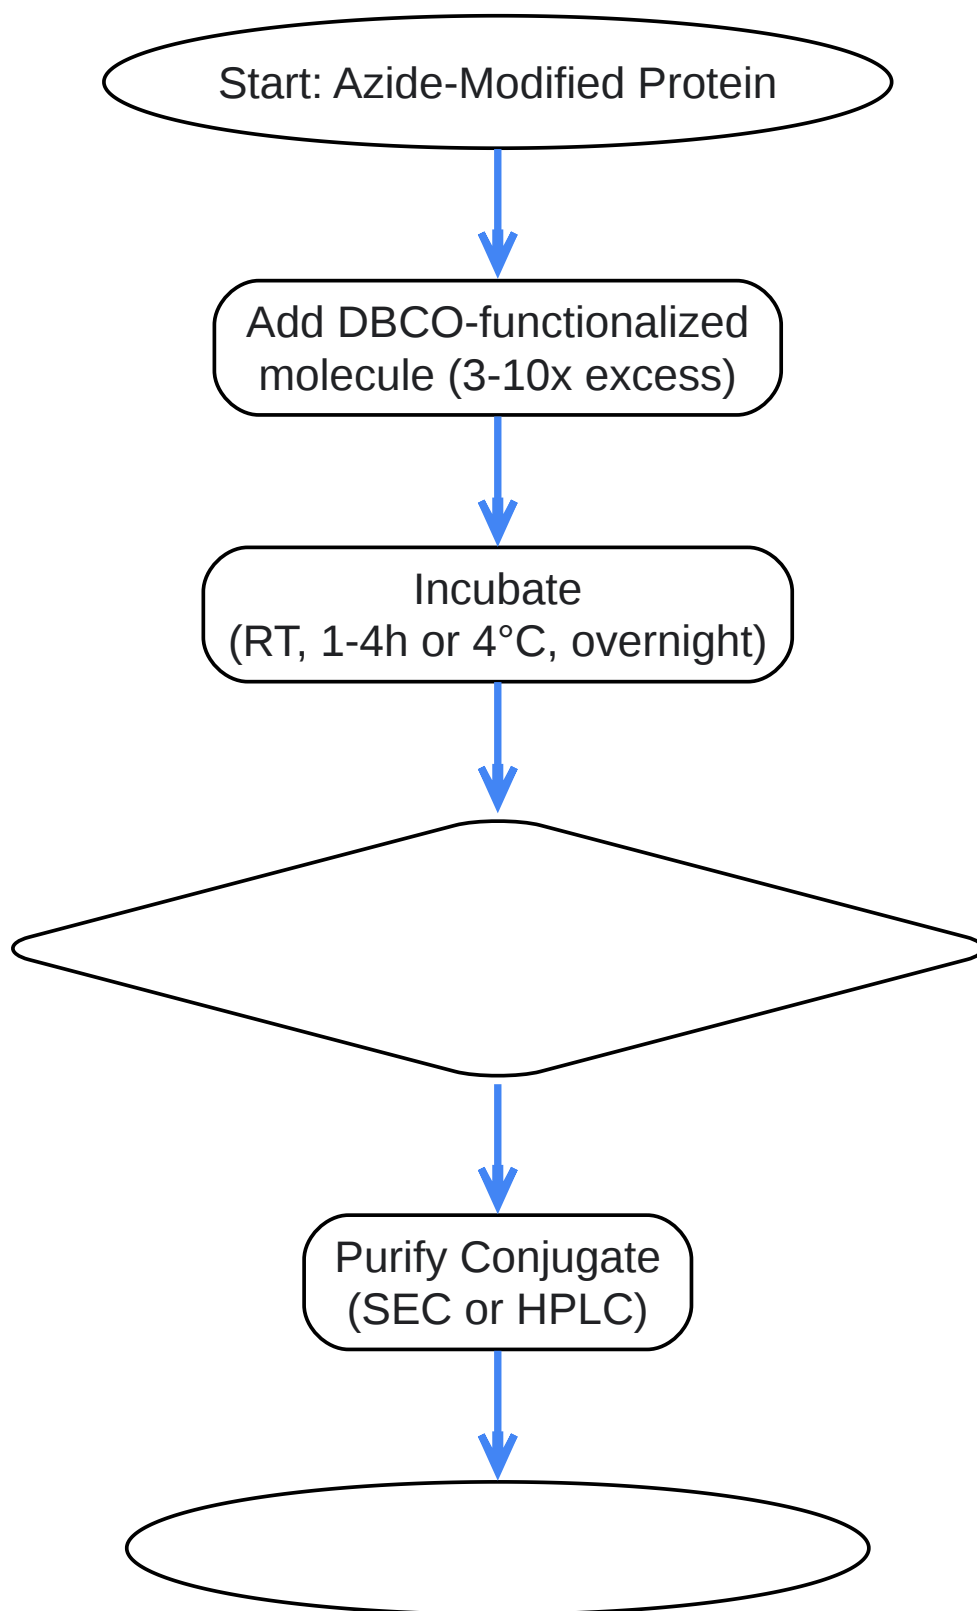 Start: Azide-Modified Protein
Add DBCO-functionalized
molecule (3-10x excess)
Incubate
(RT, 1-4h or 4°C, overnight)
Purify Conjugate
(SEC or HPLC)